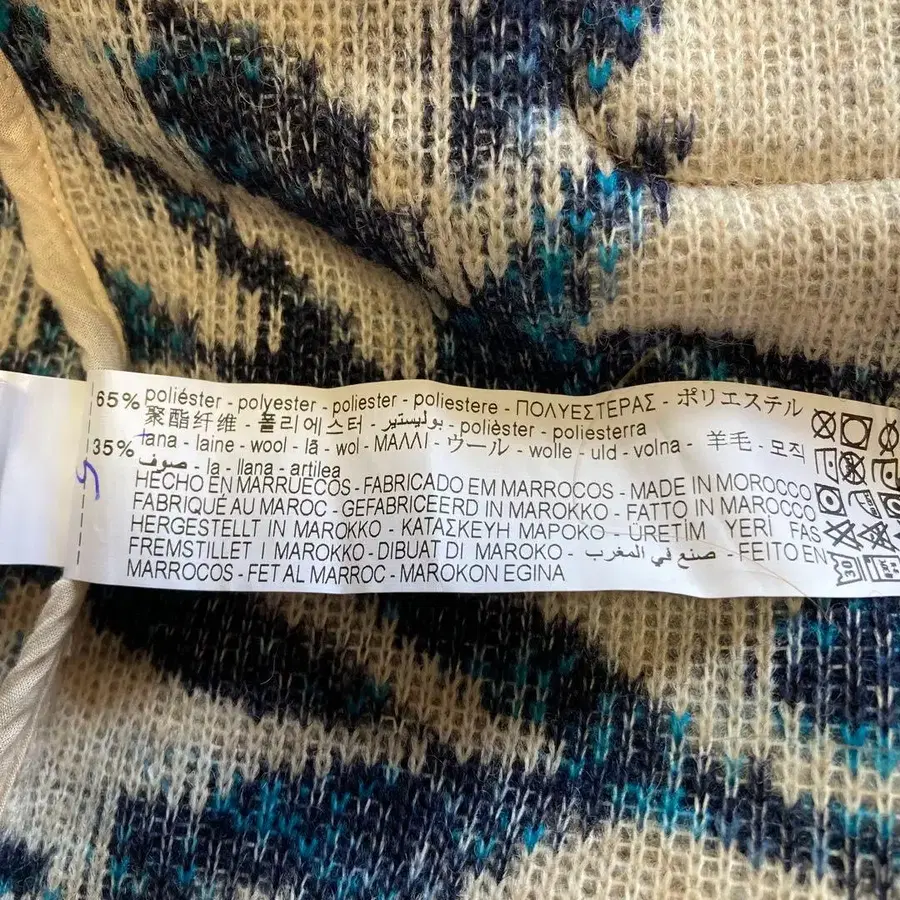 65% poliéster - polyester - poliester - poliestere - ΠΟΛΥΕΣΤΕΡΑΣ - ポリエステル
聚酯纤维 - 폴리에스터 - بوليستير - polièster - poliesterra
35% lana - laine - wool - lã - wol - ΜΑΛΛΙ - ウール - wolle - uld - volna - 羊毛 - 모직
صوف - la - llana - artilea
HECHO EN MARRUECOS - FABRICADO EM MARROCOS - MADE IN MOROCCO
FABRIQUÉ AU MAROC - GEFABRICEERD IN MAROKKO - FATTO IN MAROCCO
HERGESTELLT IN MAROKKO - ΚΑΤΑΣΚΕΥΗ ΜΑΡΟΚΟ - ÜRETİM YERİ FAS
FREMSTILLET I MAROKKO - DIBUAT DI MAROKO - صنع في المغرب - FEITO EN
MARROCOS - FET AL MARROC - MAROKON EGINA